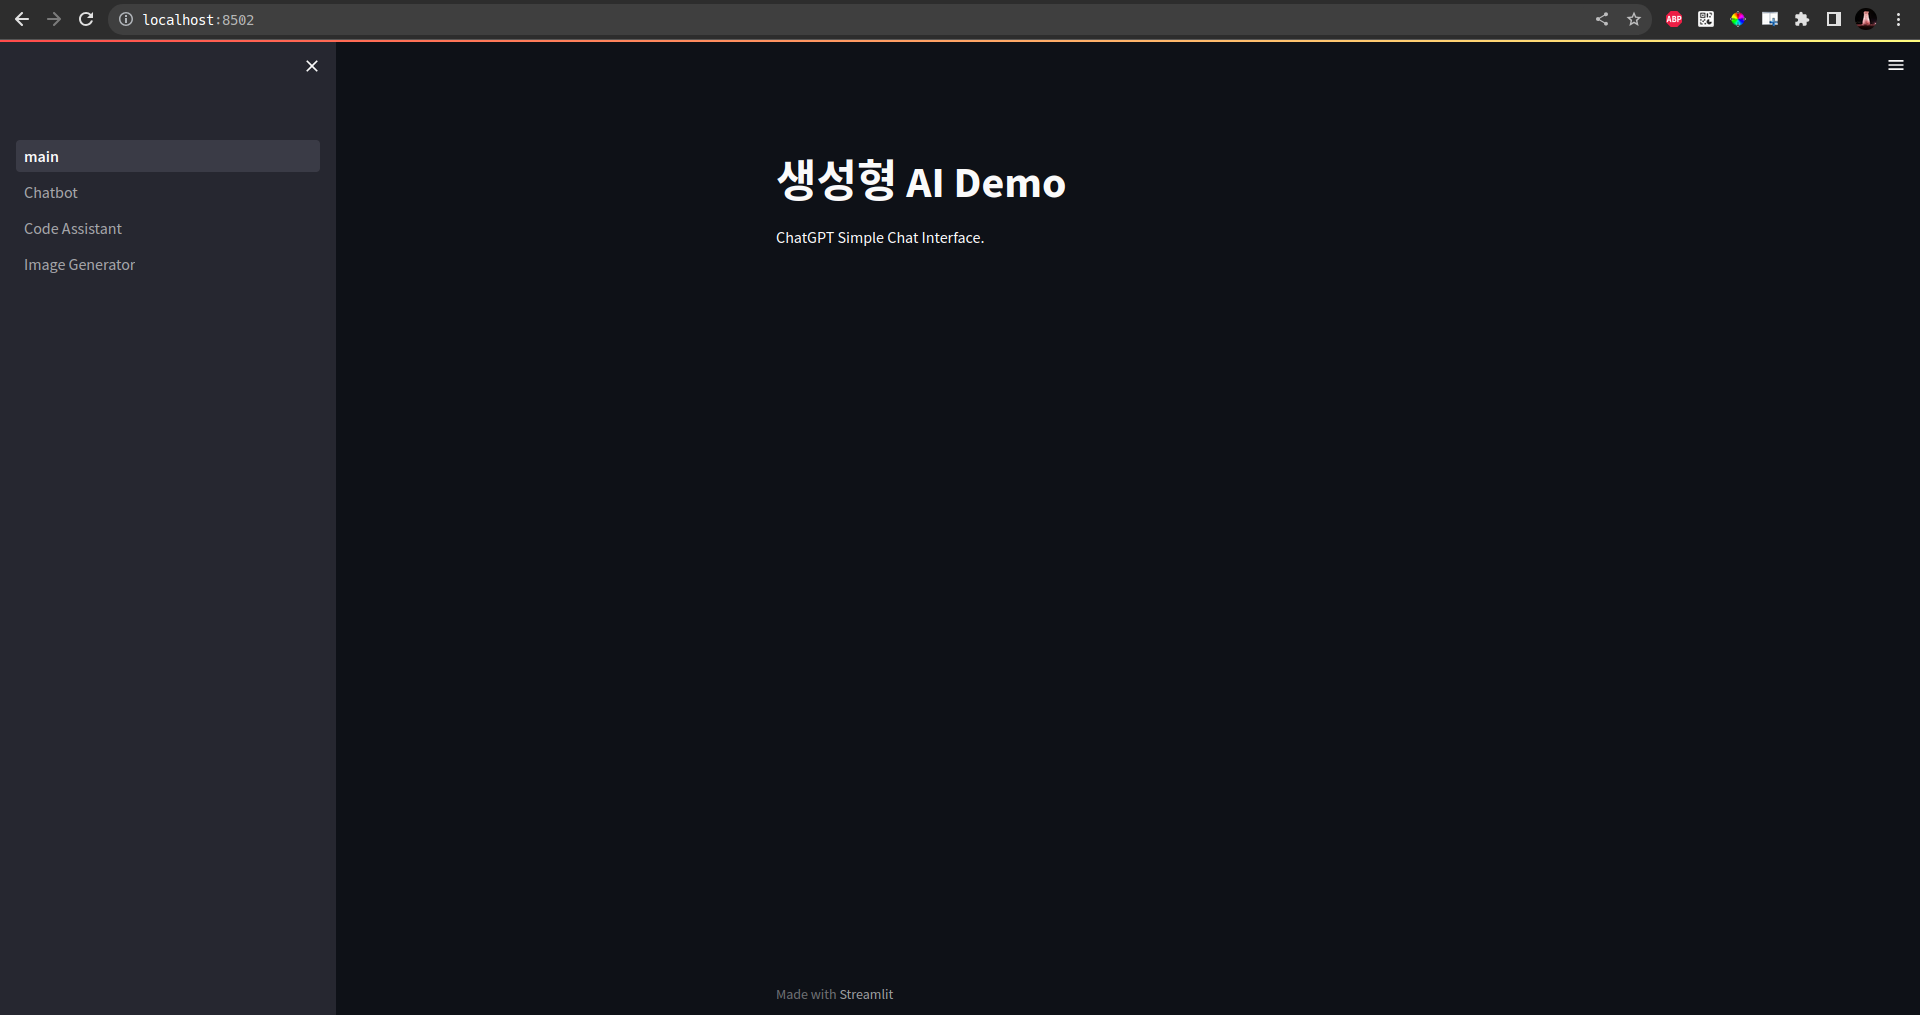 localhost:8502
ABP
main
Chatbot
Code Assistant
Image Generator
생성형 AI Demo
ChatGPT Simple Chat Interface.
Made with Streamlit